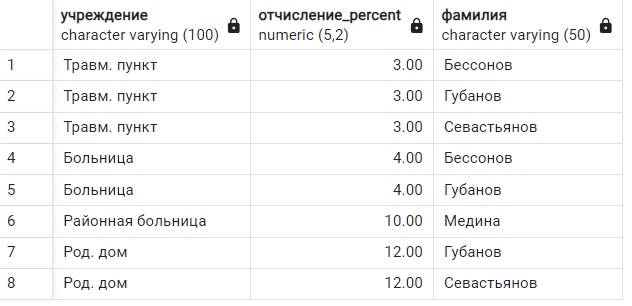 учреждение отчисление_percent фамилия
character varying (100) numeric (5,2) character varying (50)
1 Травм. пункт 3.00 Бессонов
2 Травм. пункт 3.00 Губанов
3 Травм. пункт 3.00 Севастьянов
4 Больница 4.00 Бессонов
5 Больница 4.00 Губанов
6 Районная больница 10.00 Медина
7 Род. дом 12.00 Губанов
8 Род. дом 12.00 Севастьянов